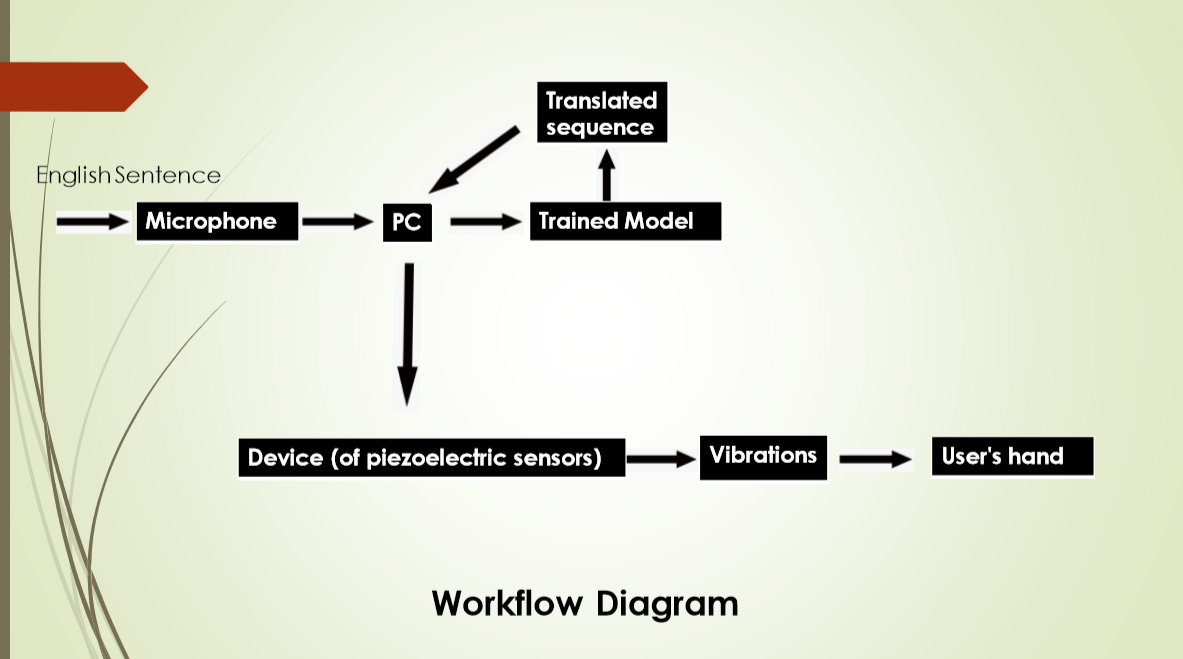 Translated
sequence
English Sentence
Microphone
PC
Trained Model
Device (of piezoelectric sensors)
Vibrations
User's hand
Workflow Diagram